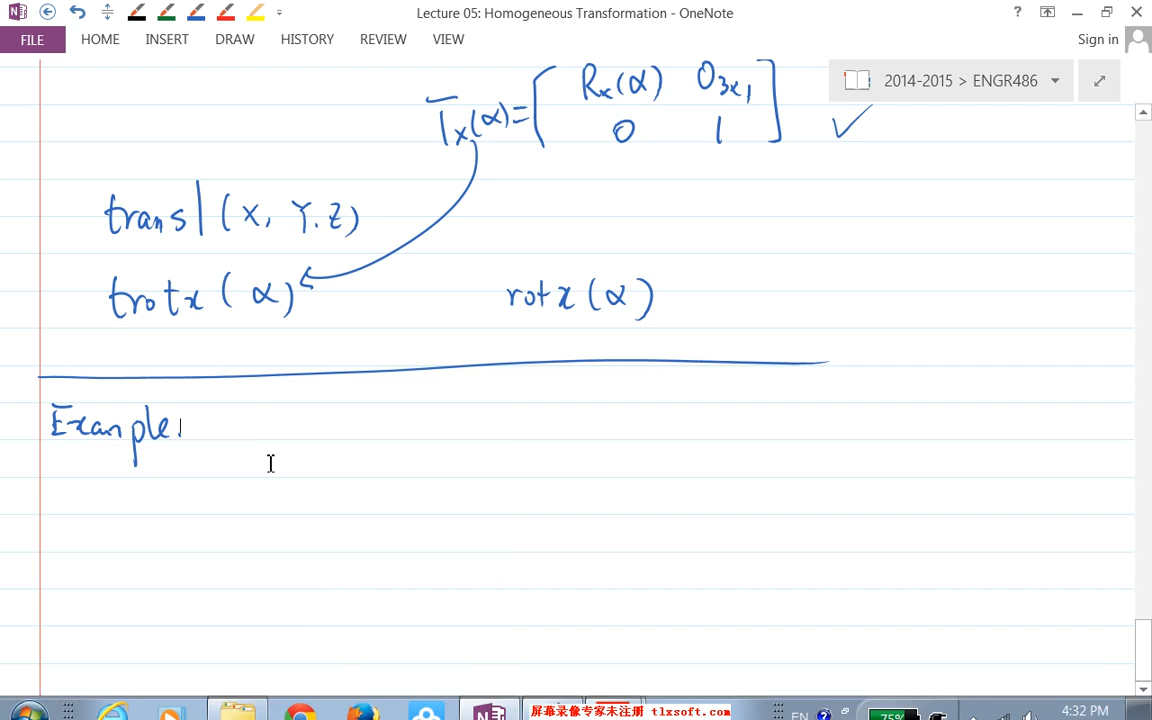 Lecture 05: Homogeneous Transformation - OneNote
FILE HOME INSERT DRAW HISTORY REVIEW VIEW Sign in
2014-2015 > ENGR486
Tx(α)= [ Rx(α) O3x1
0 1 ] ✓
transl (x, Y.Z)
trotx (α) rotx (α)
Example:
屏幕录像专家未注册 tlxsoft.com
EN 75% 4:32 PM